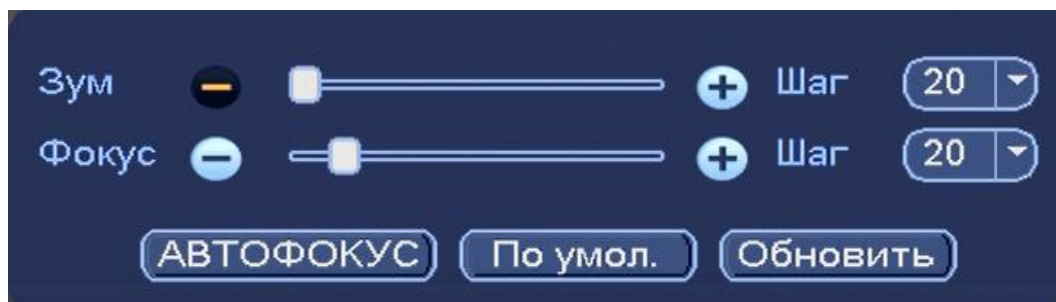 Зум Шаг 20
Фокус Шаг 20
АВТОФОКУС По умол. Обновить